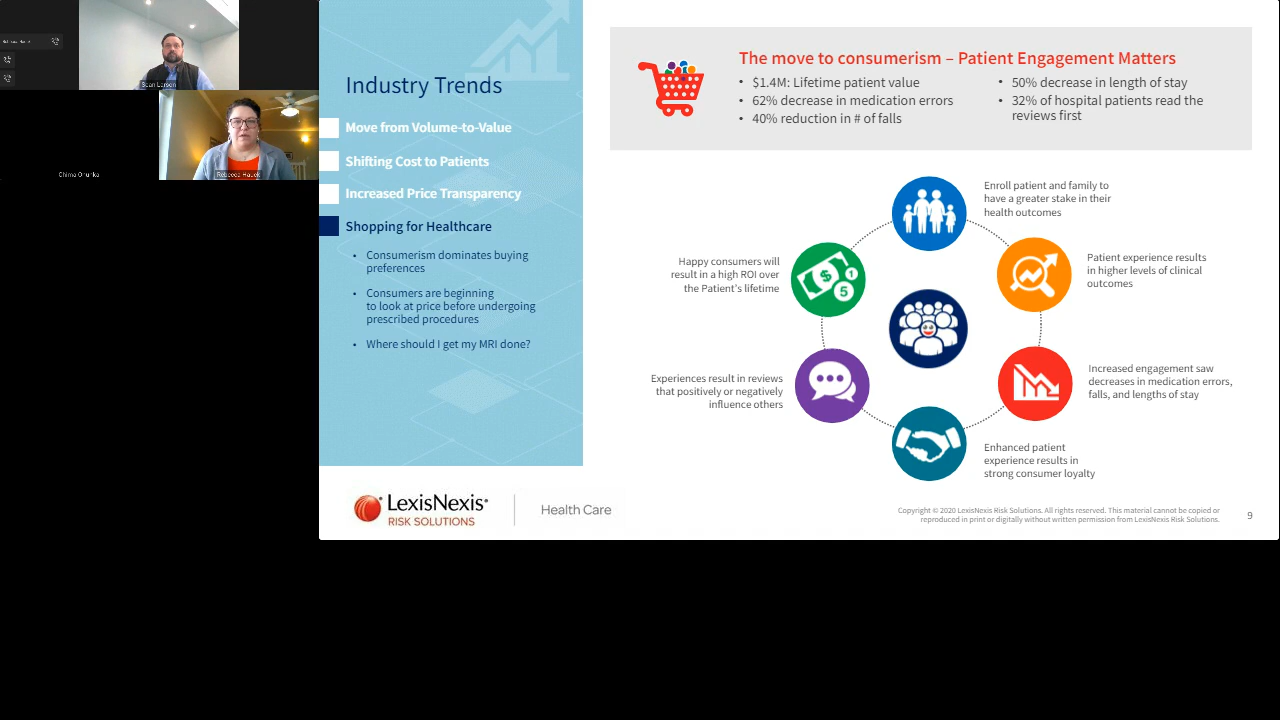 Rebecca Hauck
Sean Larson
Chima Onuoha
Rebecca Hauck
Industry Trends
Move from Volume-to-Value
Shifting Cost to Patients
Increased Price Transparency
Shopping for Healthcare
• Consumerism dominates buying
preferences
• Consumers are beginning
to look at price before undergoing
prescribed procedures
• Where should I get my MRI done?
The move to consumerism – Patient Engagement Matters
• $1.4M: Lifetime patient value
• 62% decrease in medication errors
• 40% reduction in # of falls
• 50% decrease in length of stay
• 32% of hospital patients read the
reviews first
Enroll patient and family to
have a greater stake in their
health outcomes
Patient experience results
in higher levels of clinical
outcomes
Increased engagement saw
decreases in medication errors,
falls, and lengths of stay
Enhanced patient
experience results in
strong consumer loyalty
Experiences result in reviews
that positively or negatively
influence others
Happy consumers will
result in a high ROI over
the Patient's lifetime
$ 1
5
LexisNexis®
RISK SOLUTIONS
Health Care
Copyright © 2020 LexisNexis Risk Solutions. All rights reserved. This material cannot be copied or
reproduced in print or digitally without written permission from LexisNexis Risk Solutions.
9